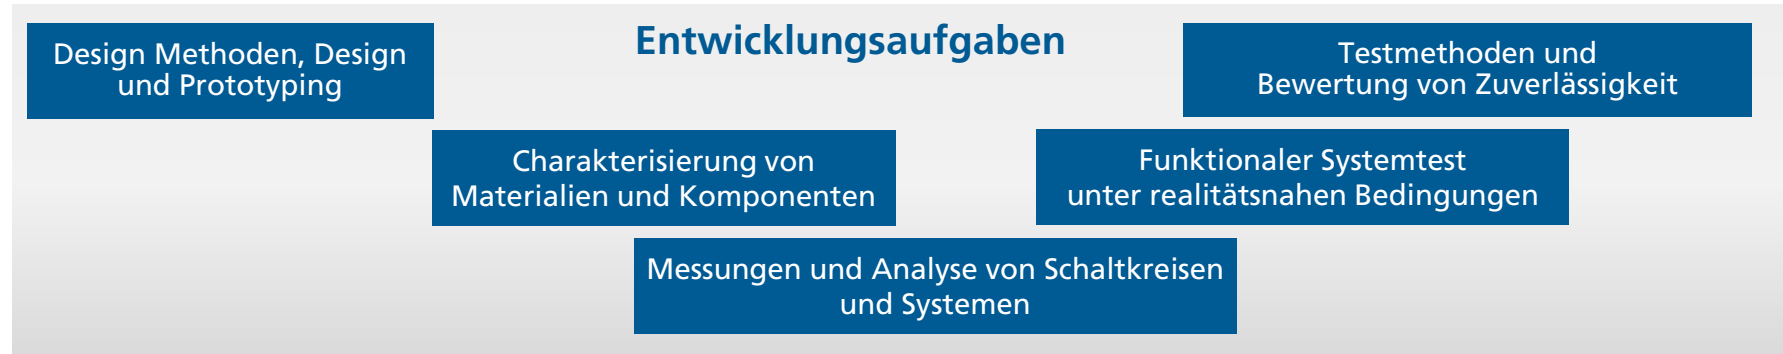 Entwicklungsaufgaben
Design Methoden, Design
und Prototyping
Charakterisierung von
Materialien und Komponenten
Messungen und Analyse von Schaltkreisen
und Systemen
Funktionaler Systemtest
unter realitätsnahen Bedingungen
Testmethoden und
Bewertung von Zuverlässigkeit